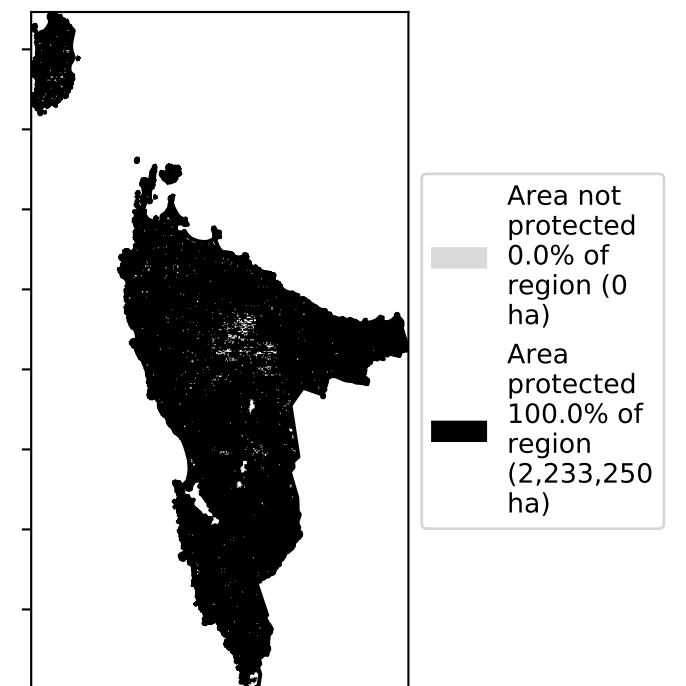 Area not
protected
0.0% of
region (0
ha)
Area
protected
100.0% of
region
(2,233,250
ha)